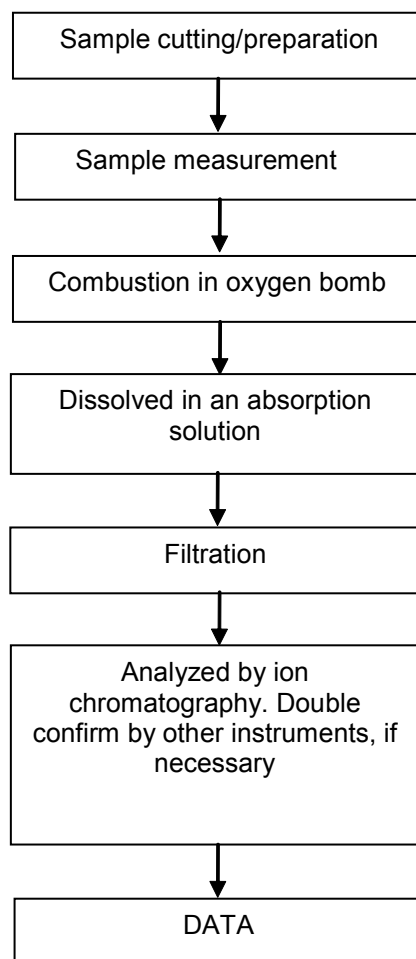 Sample cutting/preparation
Sample measurement
Combustion in oxygen bomb
Dissolved in an absorption
solution
Filtration
Analyzed by ion
chromatography. Double
confirm by other instruments, if
necessary
DATA